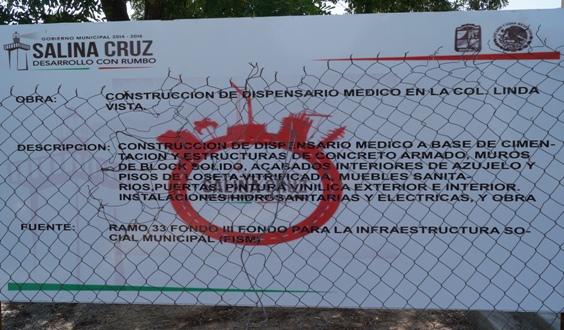 GOBIERNO MUNICIPAL 2014 - 2016
SALINA CRUZ
DESARROLLO CON RUMBO
OBRA: CONSTRUCCION DE DISPENSARIO MEDICO EN LA COL. LINDA
VISTA.
DESCRIPCION: CONSTRUCCION DE DISPENSARIO MEDICO A BASE DE CIMEN-
TACION Y ESTRUCTURAS DE CONCRETO ARMADO, MUROS
DE BLOCK SOLIDO, ACABADOS INTERIORES DE AZUJELO Y
PISOS DE LOSETA VITRIFICADA, MUEBLES SANITA-
RIOS,PUERTAS, PINTURA VINILICA EXTERIOR E INTERIOR.
INSTALACIONES HIDROSANITARIAS Y ELECTRICAS, Y OBRA
FUENTE: RAMO 33 FONDO III FONDO PARA LA INFRAESTRUCTURA SO-
CIAL MUNICIPAL (FISM)